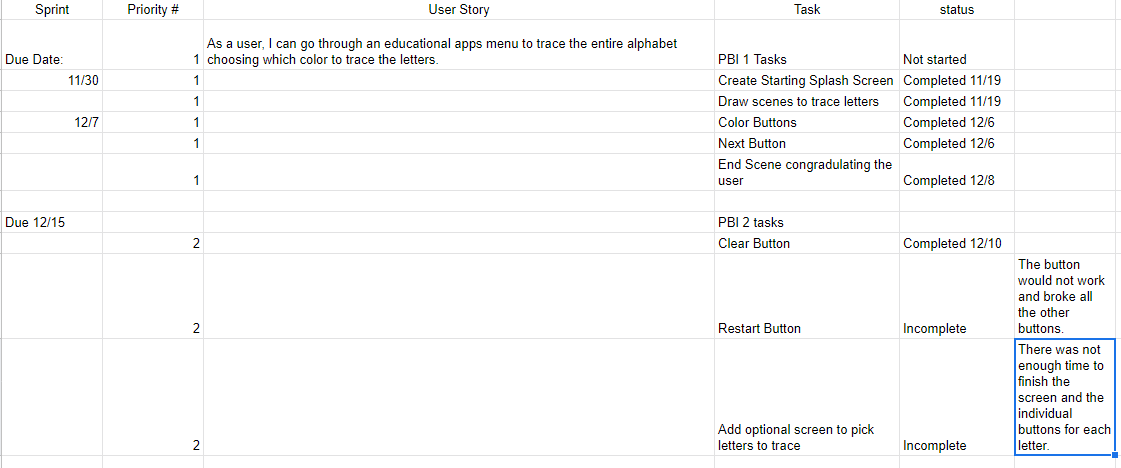 Sprint Priority # User Story Task status
As a user, I can go through an educational apps menu to trace the entire alphabet
Due Date: 1 choosing which color to trace the letters. PBI 1 Tasks Not started
11/30 1 Create Starting Splash Screen Completed 11/19
1 Draw scenes to trace letters Completed 11/19
12/7 1 Color Buttons Completed 12/6
1 Next Button Completed 12/6
End Scene congradulating the
1 user Completed 12/8
Due 12/15 PBI 2 tasks
2 Clear Button Completed 12/10
The button
would not work
and broke all
the other
2 Restart Button Incomplete buttons.
There was not
enough time to
finish the
screen and the
individual
Add optional screen to pick buttons for each
2 letters to trace Incomplete letter.